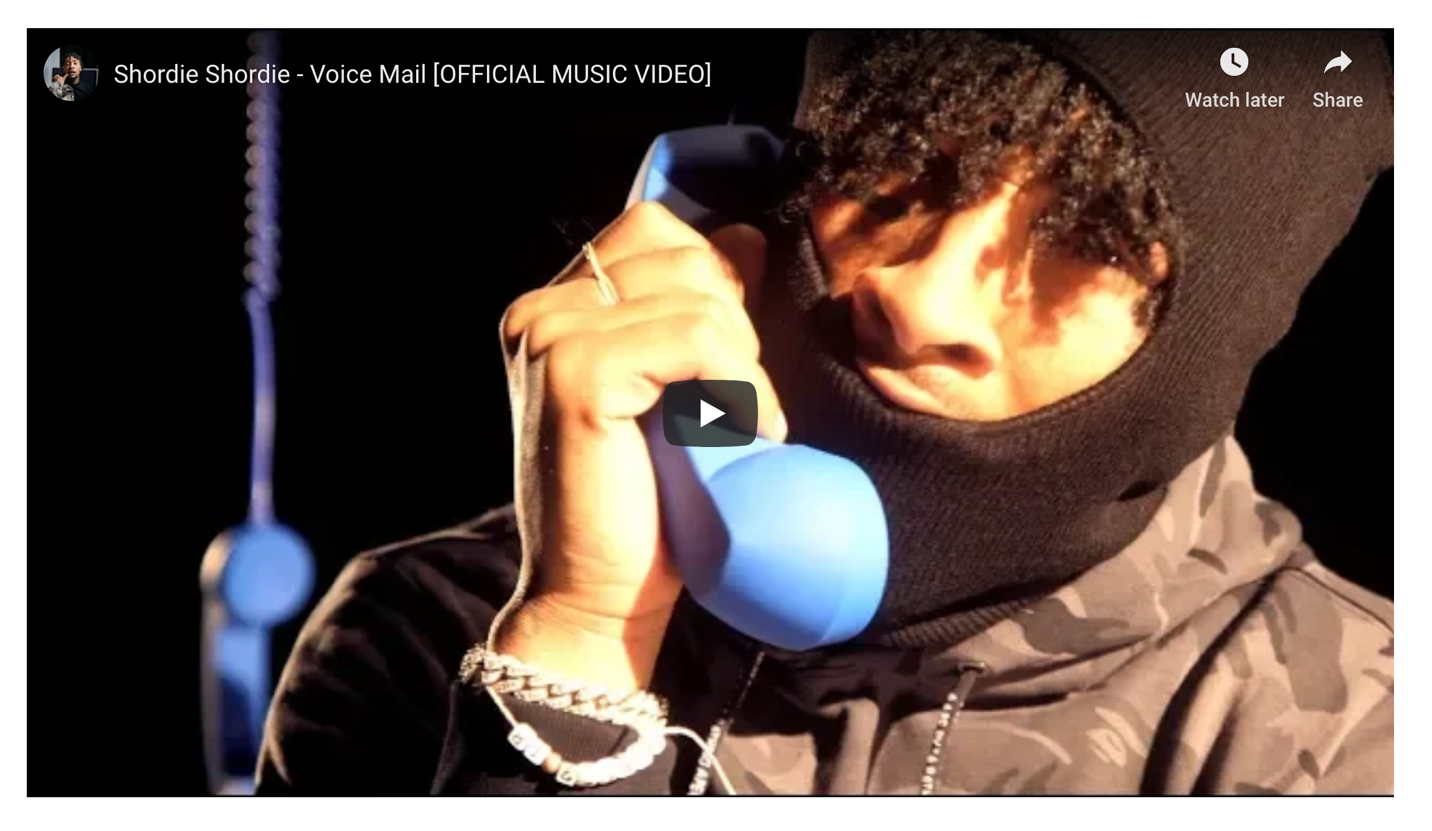 Shordie Shordie - Voice Mail [OFFICIAL MUSIC VIDEO]
Watch later
Share